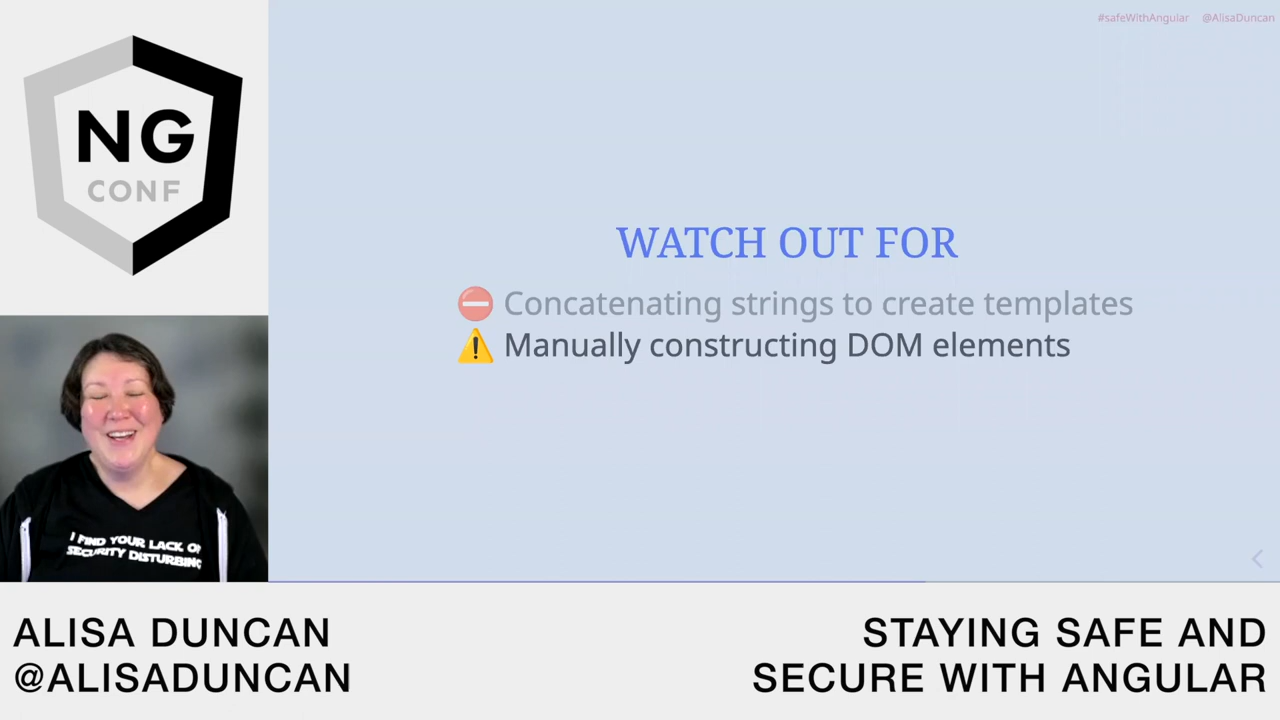 #safeWithAngular @AlisaDuncan
NG
CONF
WATCH OUT FOR
⛔ Concatenating strings to create templates
⚠️ Manually constructing DOM elements
I FIND YOUR LACK OF
SECURITY DISTURBING
ALISA DUNCAN
@ALISADUNCAN
STAYING SAFE AND
SECURE WITH ANGULAR